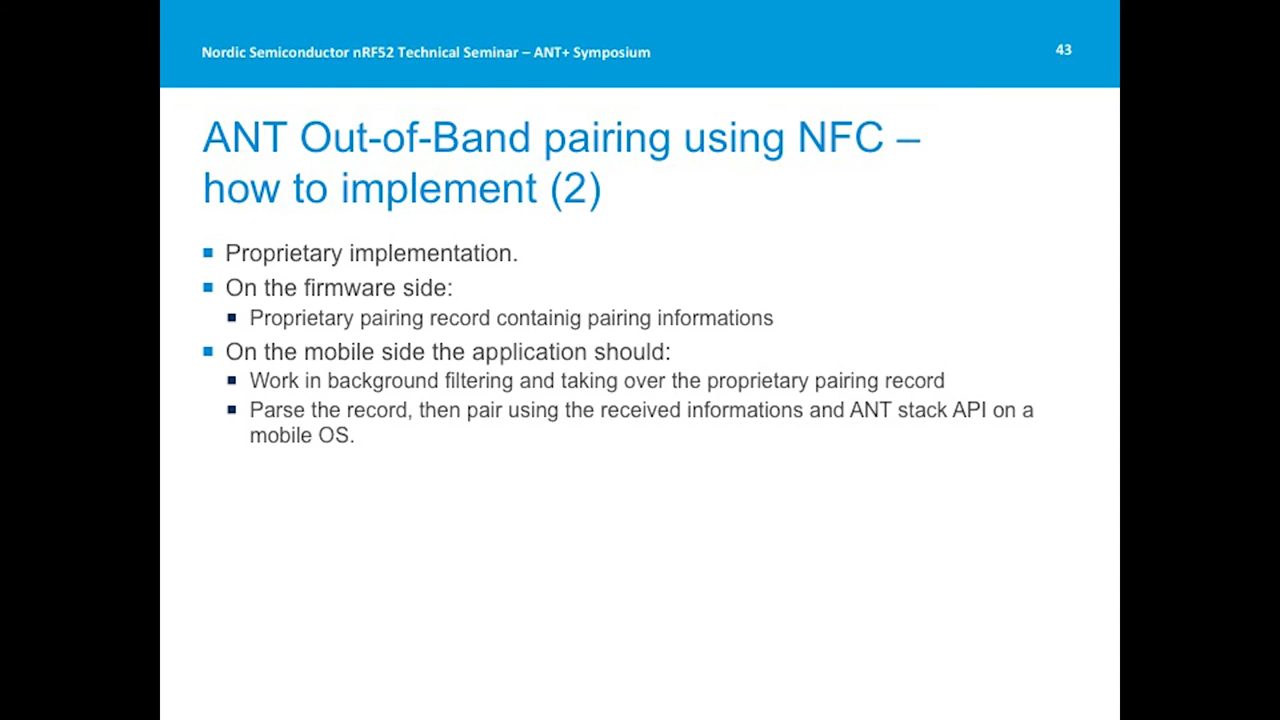 Nordic Semiconductor nRF52 Technical Seminar – ANT+ Symposium
43
ANT Out-of-Band pairing using NFC –
how to implement (2)
Proprietary implementation.
On the firmware side:
Proprietary pairing record containig pairing informations
On the mobile side the application should:
Work in background filtering and taking over the proprietary pairing record
Parse the record, then pair using the received informations and ANT stack API on a
mobile OS.